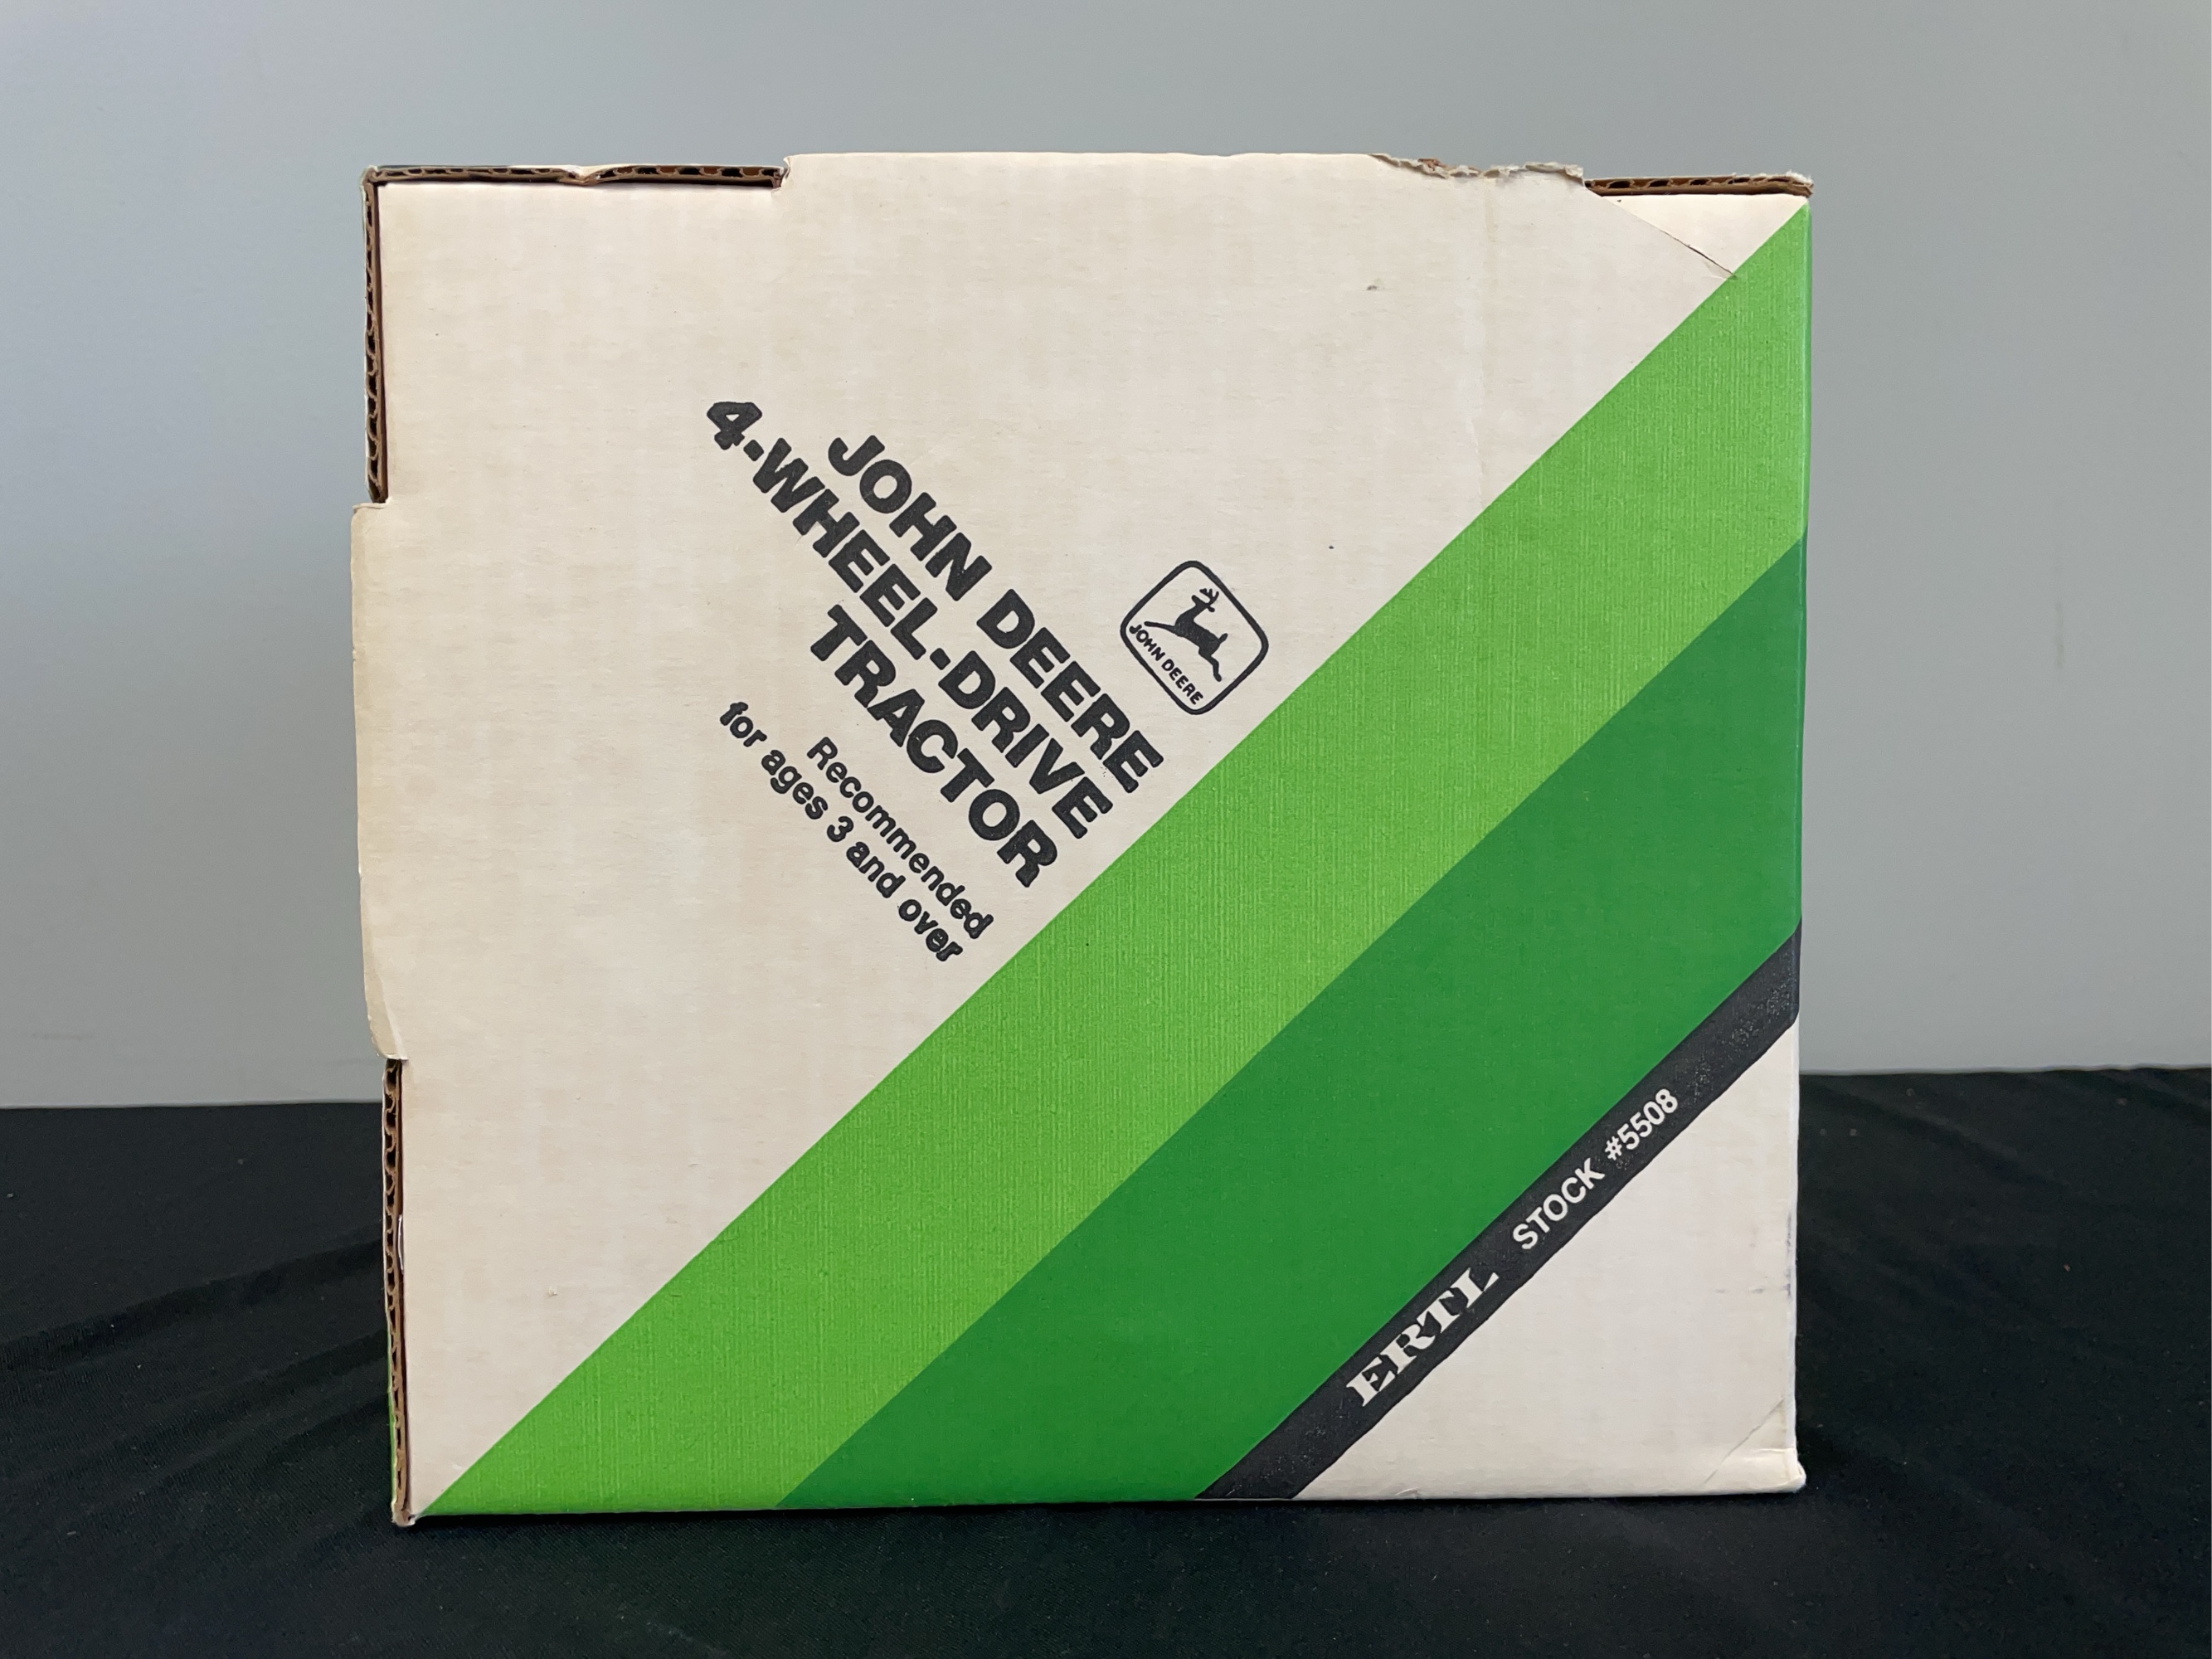 JOHN DEERE
JOHN DEERE
4-WHEEL-DRIVE
TRACTOR
Recommended
for ages 3 and over
ERTL STOCK #5508